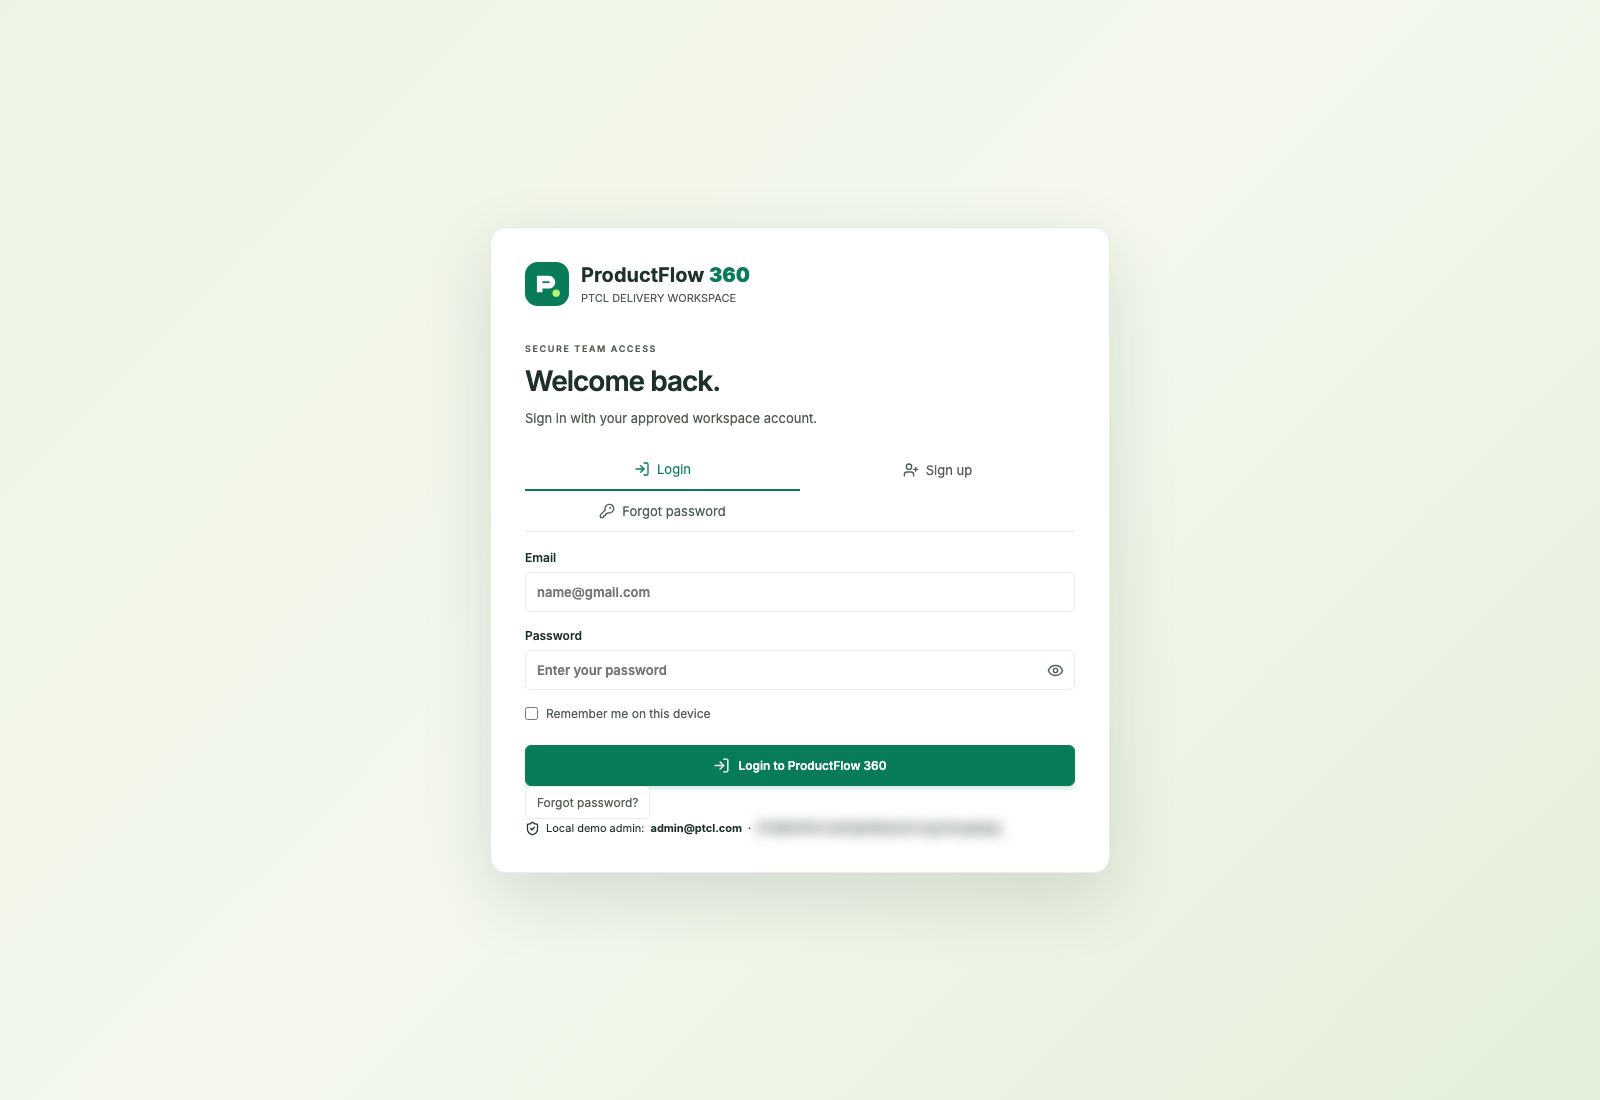 ProductFlow 360
PTCL DELIVERY WORKSPACE
SECURE TEAM ACCESS
Welcome back.
Sign in with your approved workspace account.
Login
Sign up
Forgot password
Email
name@gmail.com
Password
Enter your password
Remember me on this device
Login to ProductFlow 360
Forgot password?
Local demo admin: admin@ptcl.com ·